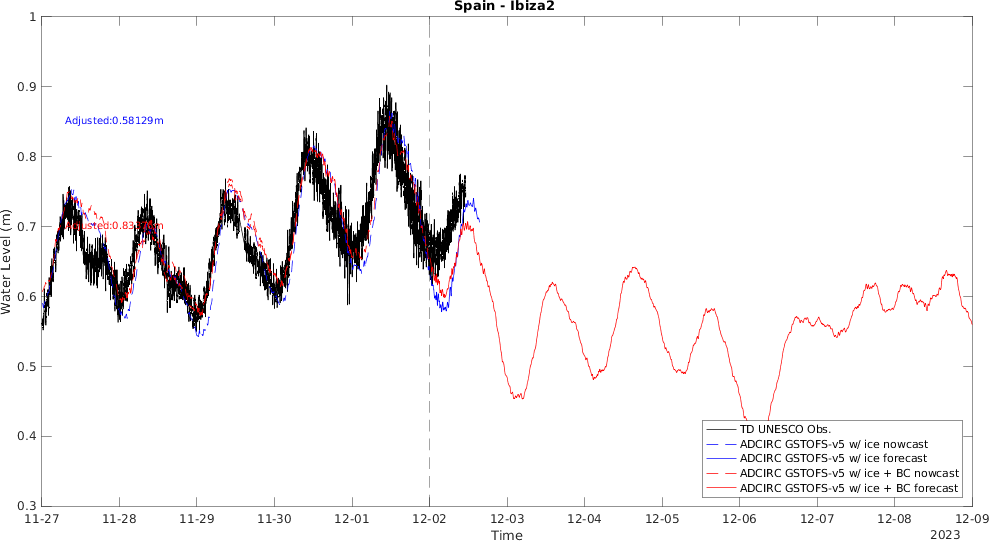 Spain - Ibiza2
1
0.9
0.8
0.7
0.6
0.5
0.4
0.3
Water Level (m)
Adjusted:0.58129m
TD UNESCO Obs.
ADCIRC GSTOFS-v5 w/ ice nowcast
ADCIRC GSTOFS-v5 w/ ice forecast
ADCIRC GSTOFS-v5 w/ ice + BC nowcast
ADCIRC GSTOFS-v5 w/ ice + BC forecast
11-27 11-28 11-29 11-30 12-01 12-02 12-03 12-04 12-05 12-06 12-07 12-08 12-09
Time
2023